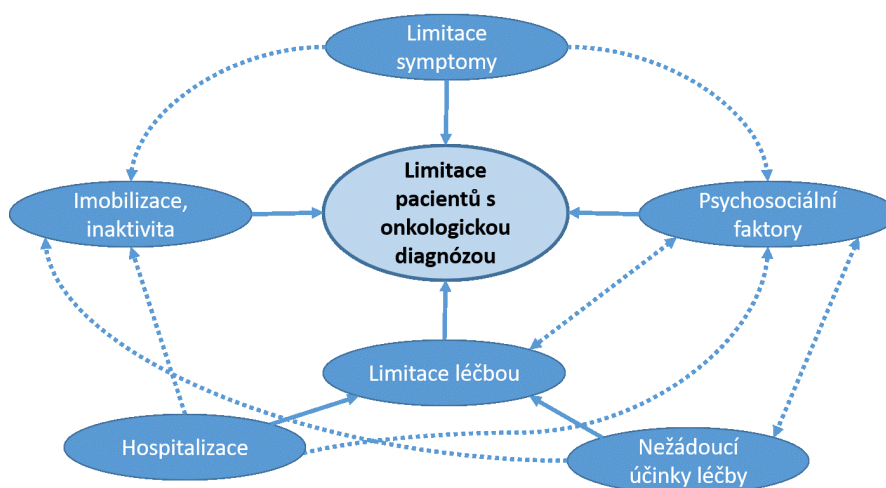 Limitace
symptomy
Limitace
pacientů s
onkologickou
diagnózou
Imobilizace,
inaktivita
Psychosociální
faktory
Limitace léčbou
Hospitalizace
Nežádoucí
účinky léčby